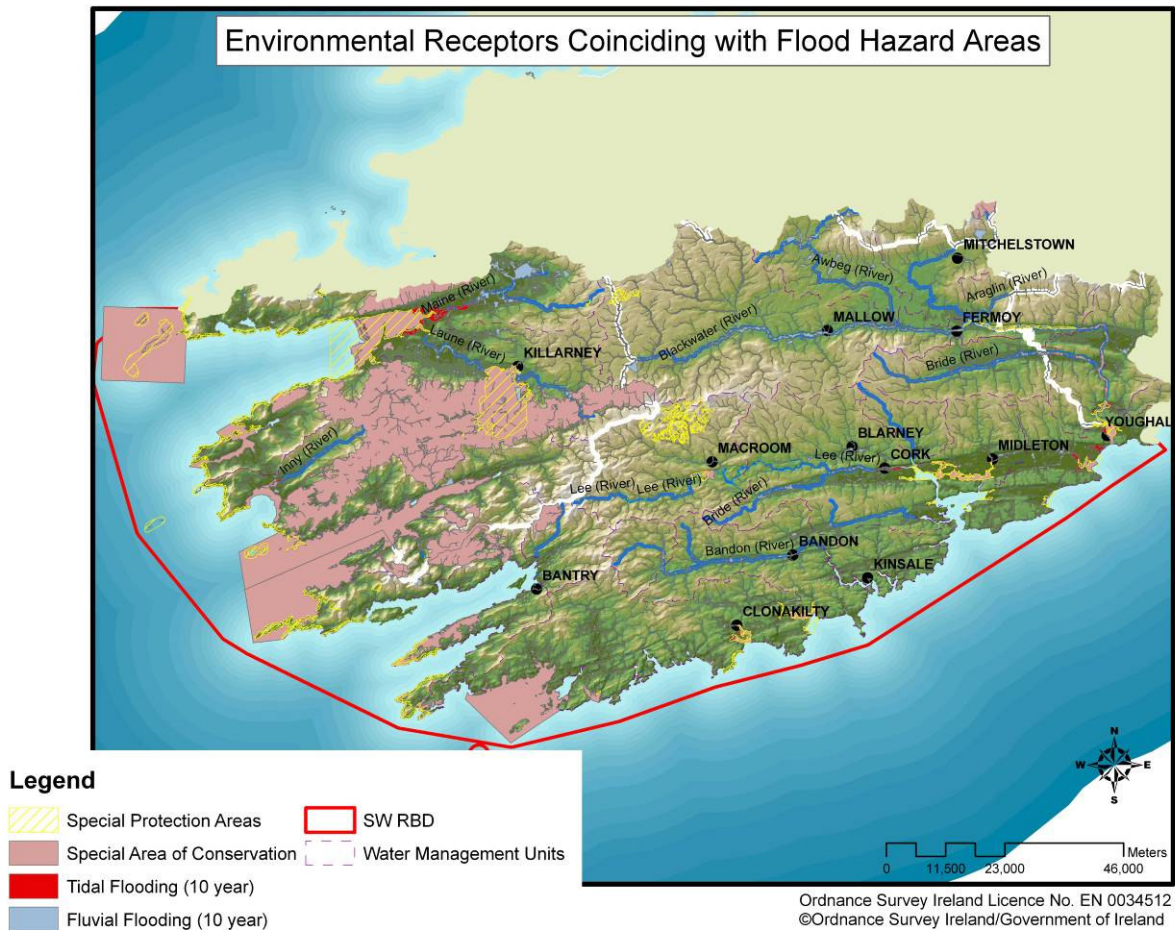 Environmental Receptors Coinciding with Flood Hazard Areas
MITCHELSTOWN
Awbeg (River)
Araglin (River)
Maine (River)
MALLOW
FERMOY
Laune (River)
Blackwater (River)
KILLARNEY
Bride (River)
YOUGHAL
Inny (River)
BLARNEY
MACROOM
Lee (River)
CORK
MIDLETON
Lee (River)
Lee (River)
Bride (River)
Bandon (River)
BANDON
KINSALE
BANTRY
CLONAKILTY
N
W
E
S
Legend
Special Protection Areas
SW RBD
Special Area of Conservation
Water Management Units
Tidal Flooding (10 year)
Fluvial Flooding (10 year)
Meters
0 11,500 23,000 46,000
Ordnance Survey Ireland Licence No. EN 0034512
©Ordnance Survey Ireland/Government of Ireland